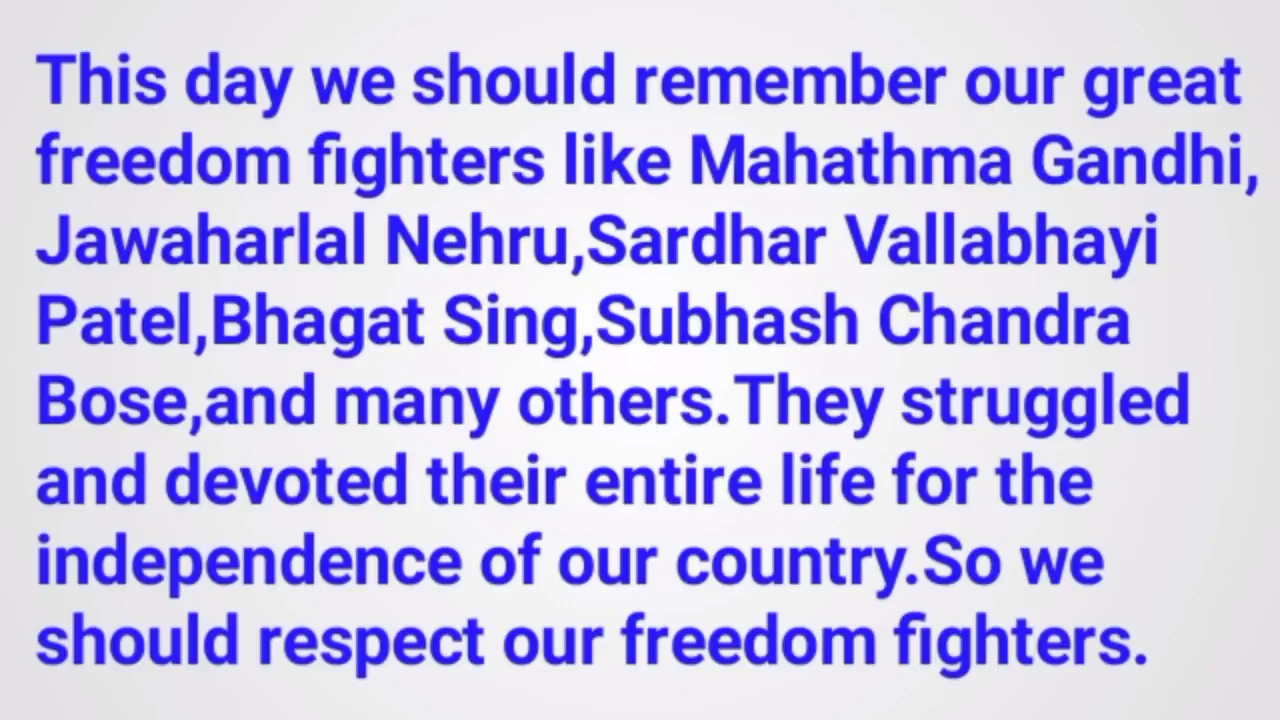 This day we should remember our great
freedom fighters like Mahathma Gandhi,
Jawaharlal Nehru,Sardhar Vallabhayi
Patel,Bhagat Sing,Subhash Chandra
Bose,and many others.They struggled
and devoted their entire life for the
independence of our country.So we
should respect our freedom fighters.